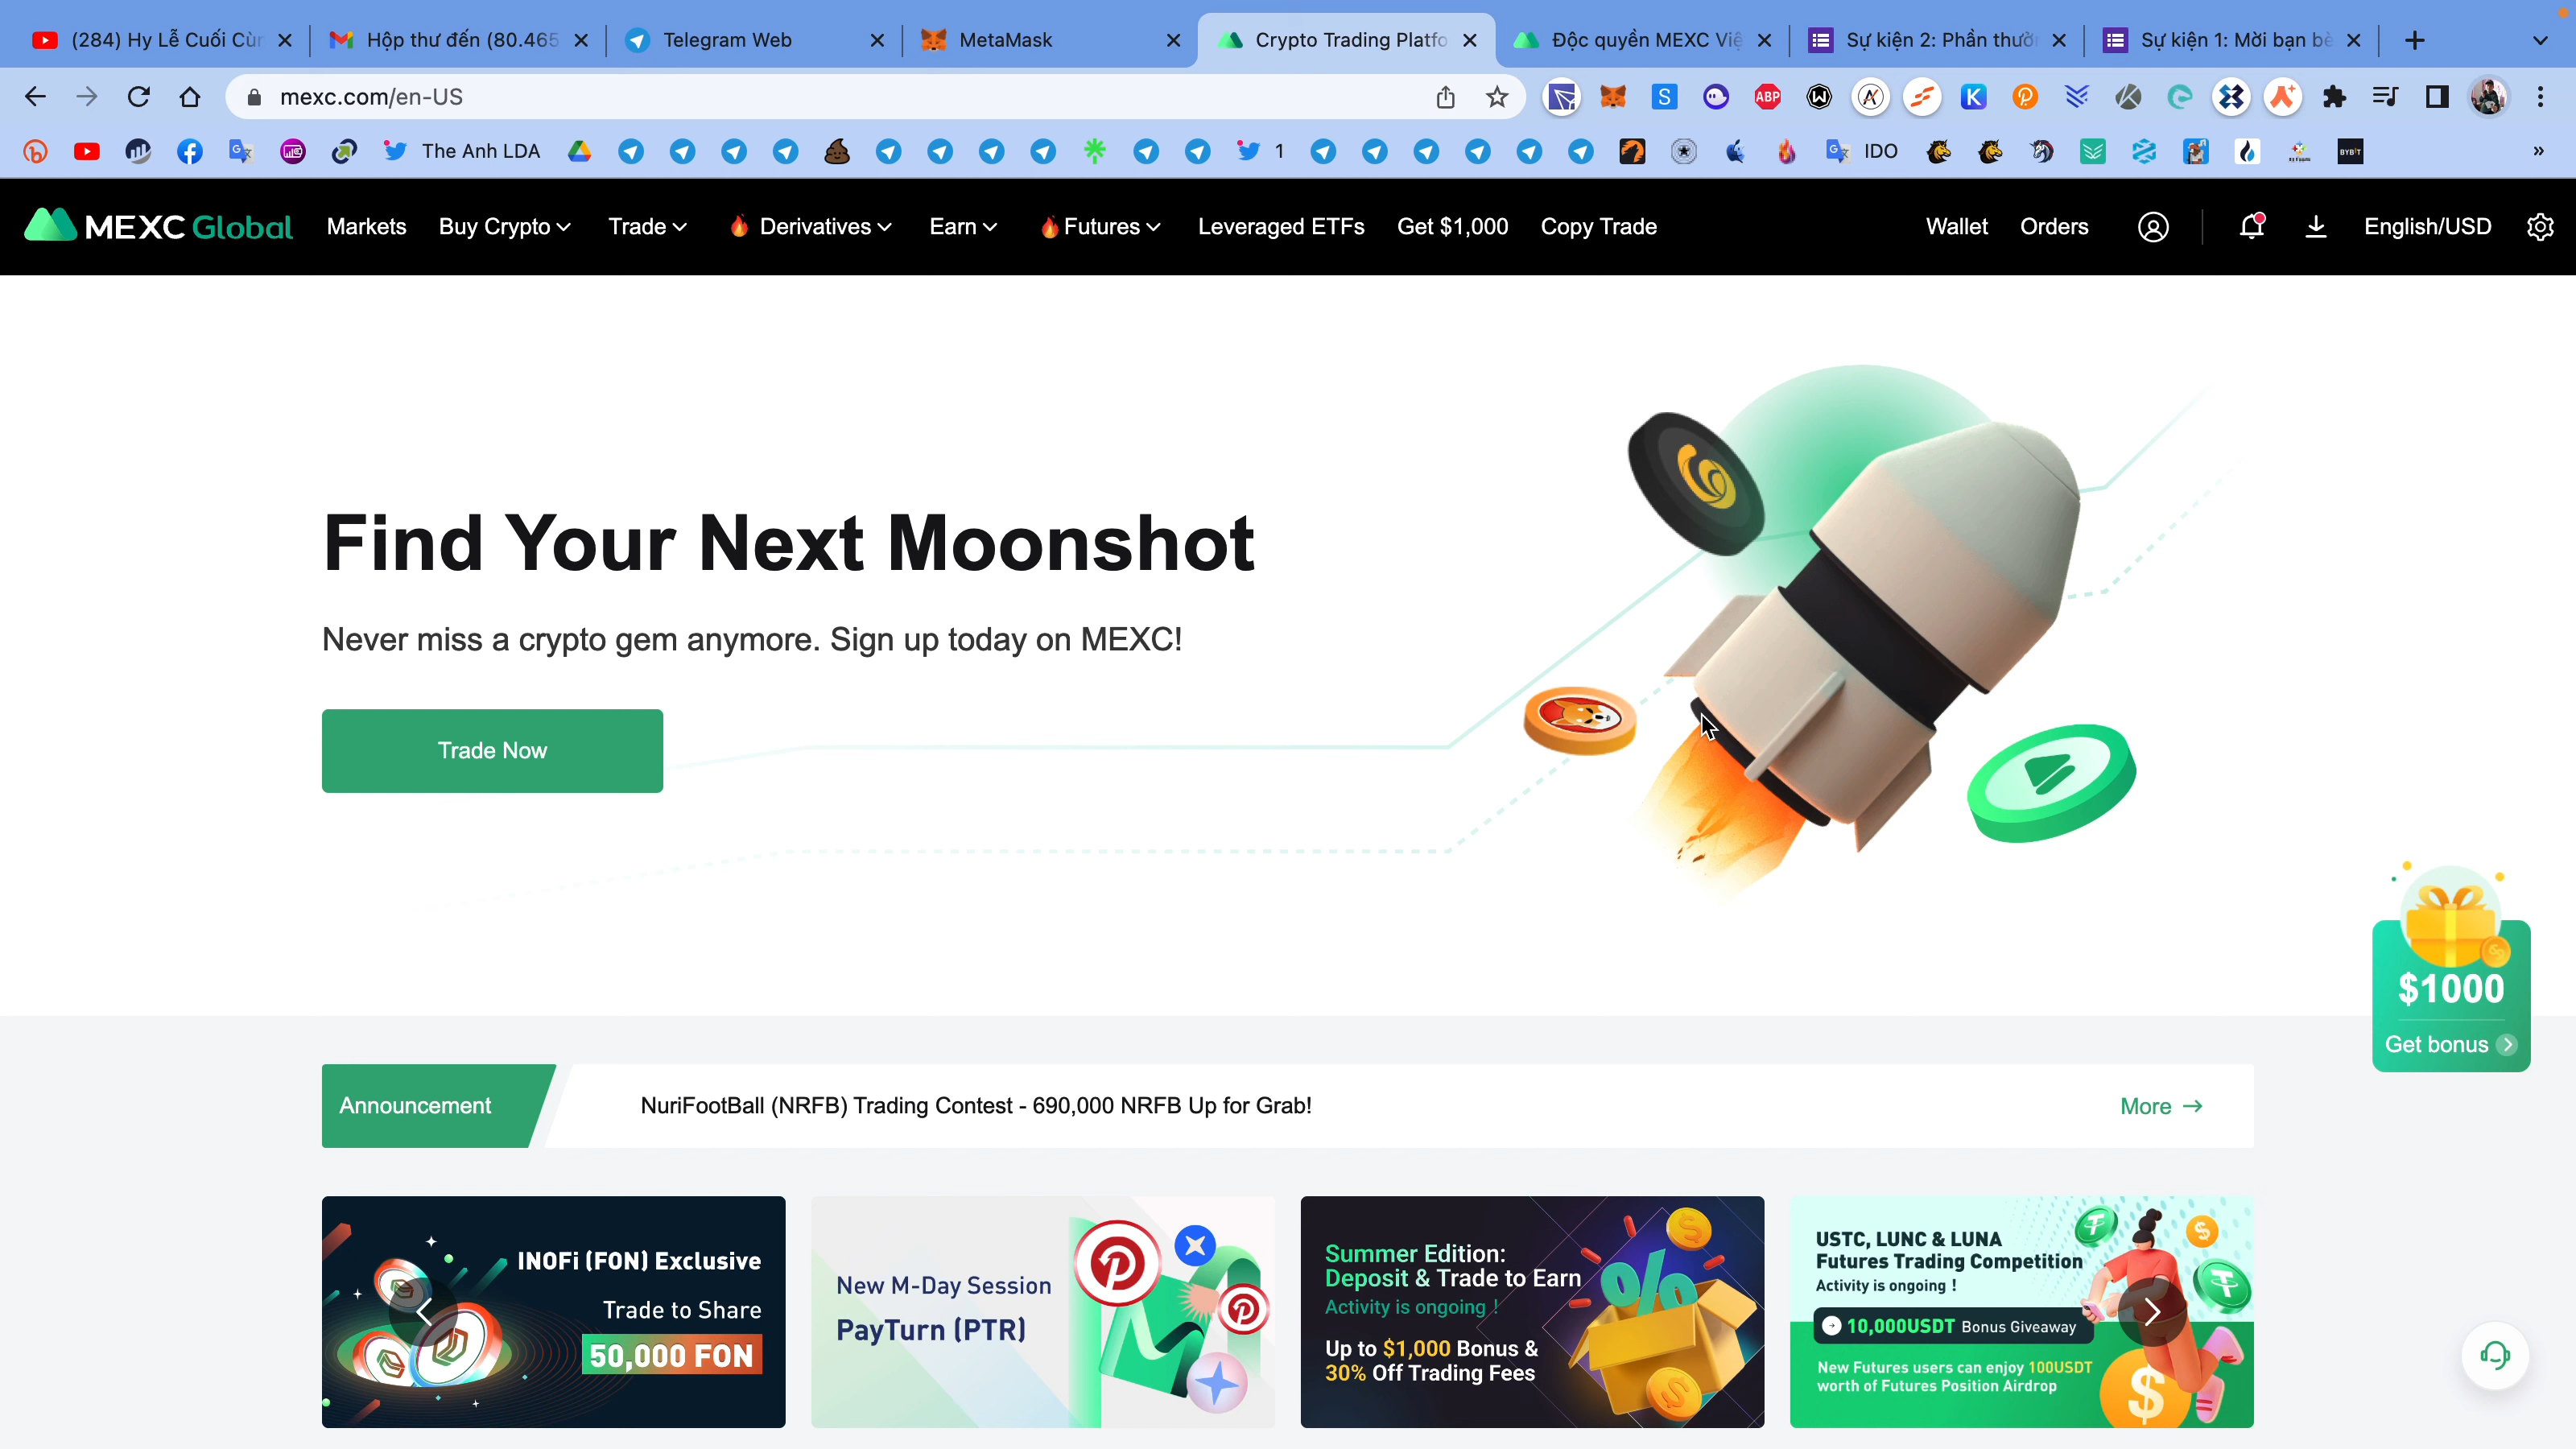 (284) Hy Lễ Cuối Cùn
Hộp thư đến (80.465
Telegram Web
MetaMask
Crypto Trading Platfo
Độc quyền MEXC Việ
Sự kiện 2: Phần thưởn
Sự kiện 1: Mời bạn bè
mexc.com/en-US
ABP
The Anh LDA
1
IDO
BYBIT
MEXC Global
Markets
Buy Crypto
Trade
Derivatives
Earn
Futures
Leveraged ETFs
Get $1,000
Copy Trade
Wallet
Orders
English/USD
Find Your Next Moonshot
Never miss a crypto gem anymore. Sign up today on MEXC!
Trade Now
$1000
Get bonus
Announcement
NuriFootBall (NRFB) Trading Contest - 690,000 NRFB Up for Grab!
More
INOFi (FON) Exclusive
Trade to Share
50,000 FON
New M-Day Session
PayTurn (PTR)
Summer Edition:
Deposit & Trade to Earn
Activity is ongoing !
Up to $1,000 Bonus &
30% Off Trading Fees
USTC, LUNC & LUNA
Futures Trading Competition
Activity is ongoing !
10,000USDT Bonus Giveaway
New Futures users can enjoy 100USDT
worth of Futures Position Airdrop